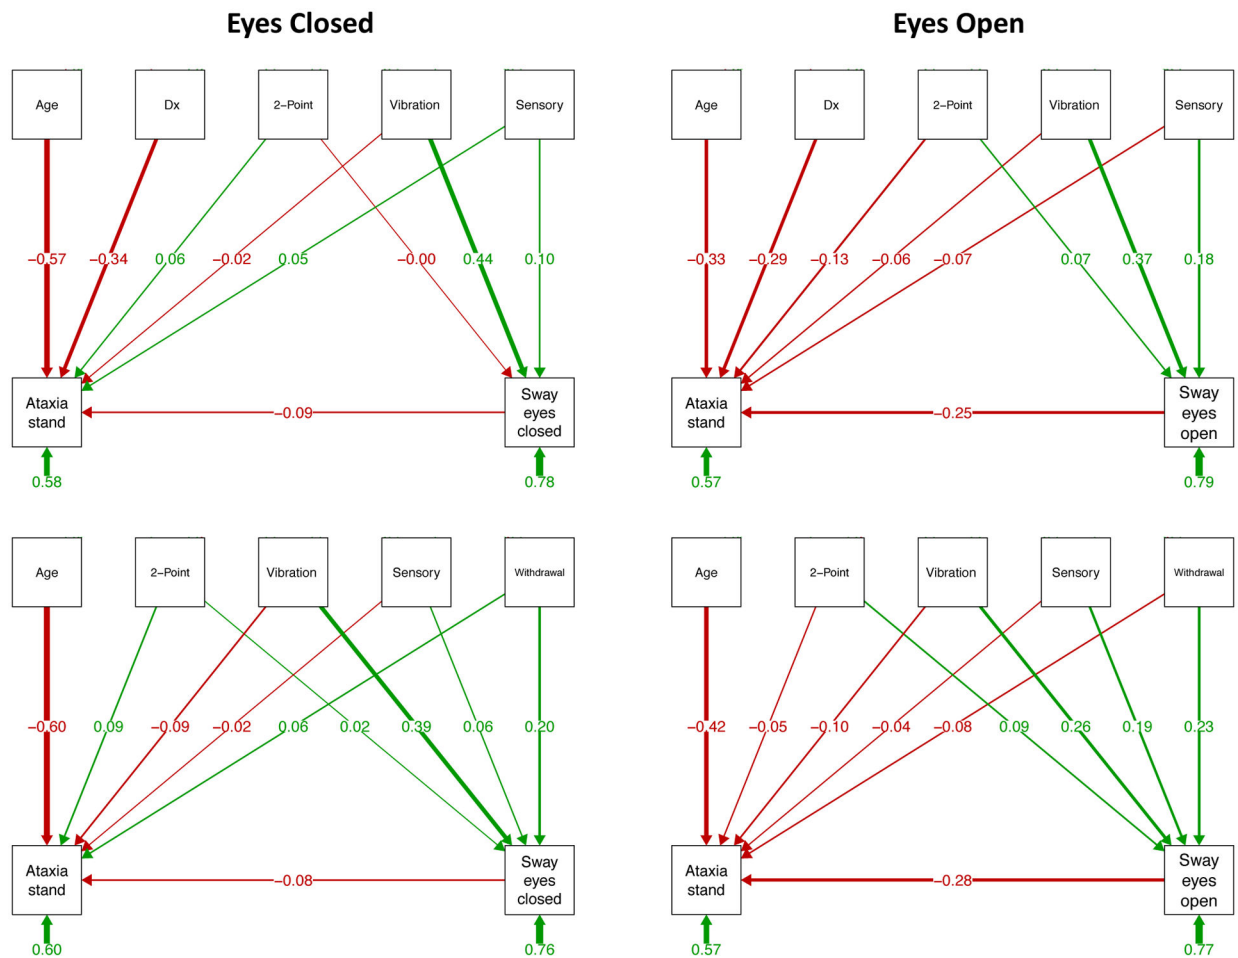 Eyes Closed
Eyes Open
Age
Dx
2−Point
Vibration
Sensory
Age
Dx
2−Point
Vibration
Sensory
−0.57
−0.34
0.06
−0.02
0.05
−0.00
0.44
0.10
−0.33
−0.29
−0.13
−0.06
−0.07
0.07
0.37
0.18
Ataxia
stand
−0.09
Sway
eyes
closed
Ataxia
stand
−0.25
Sway
eyes
open
0.58
0.78
0.57
0.79
Age
2−Point
Vibration
Sensory
Withdrawal
Age
2−Point
Vibration
Sensory
Withdrawal
−0.60
0.09
−0.09
−0.02
0.06
0.02
0.39
0.06
0.20
−0.42
−0.05
−0.10
−0.04
−0.08
0.09
0.26
0.19
0.23
Ataxia
stand
−0.08
Sway
eyes
closed
Ataxia
stand
−0.28
Sway
eyes
open
0.60
0.76
0.57
0.77